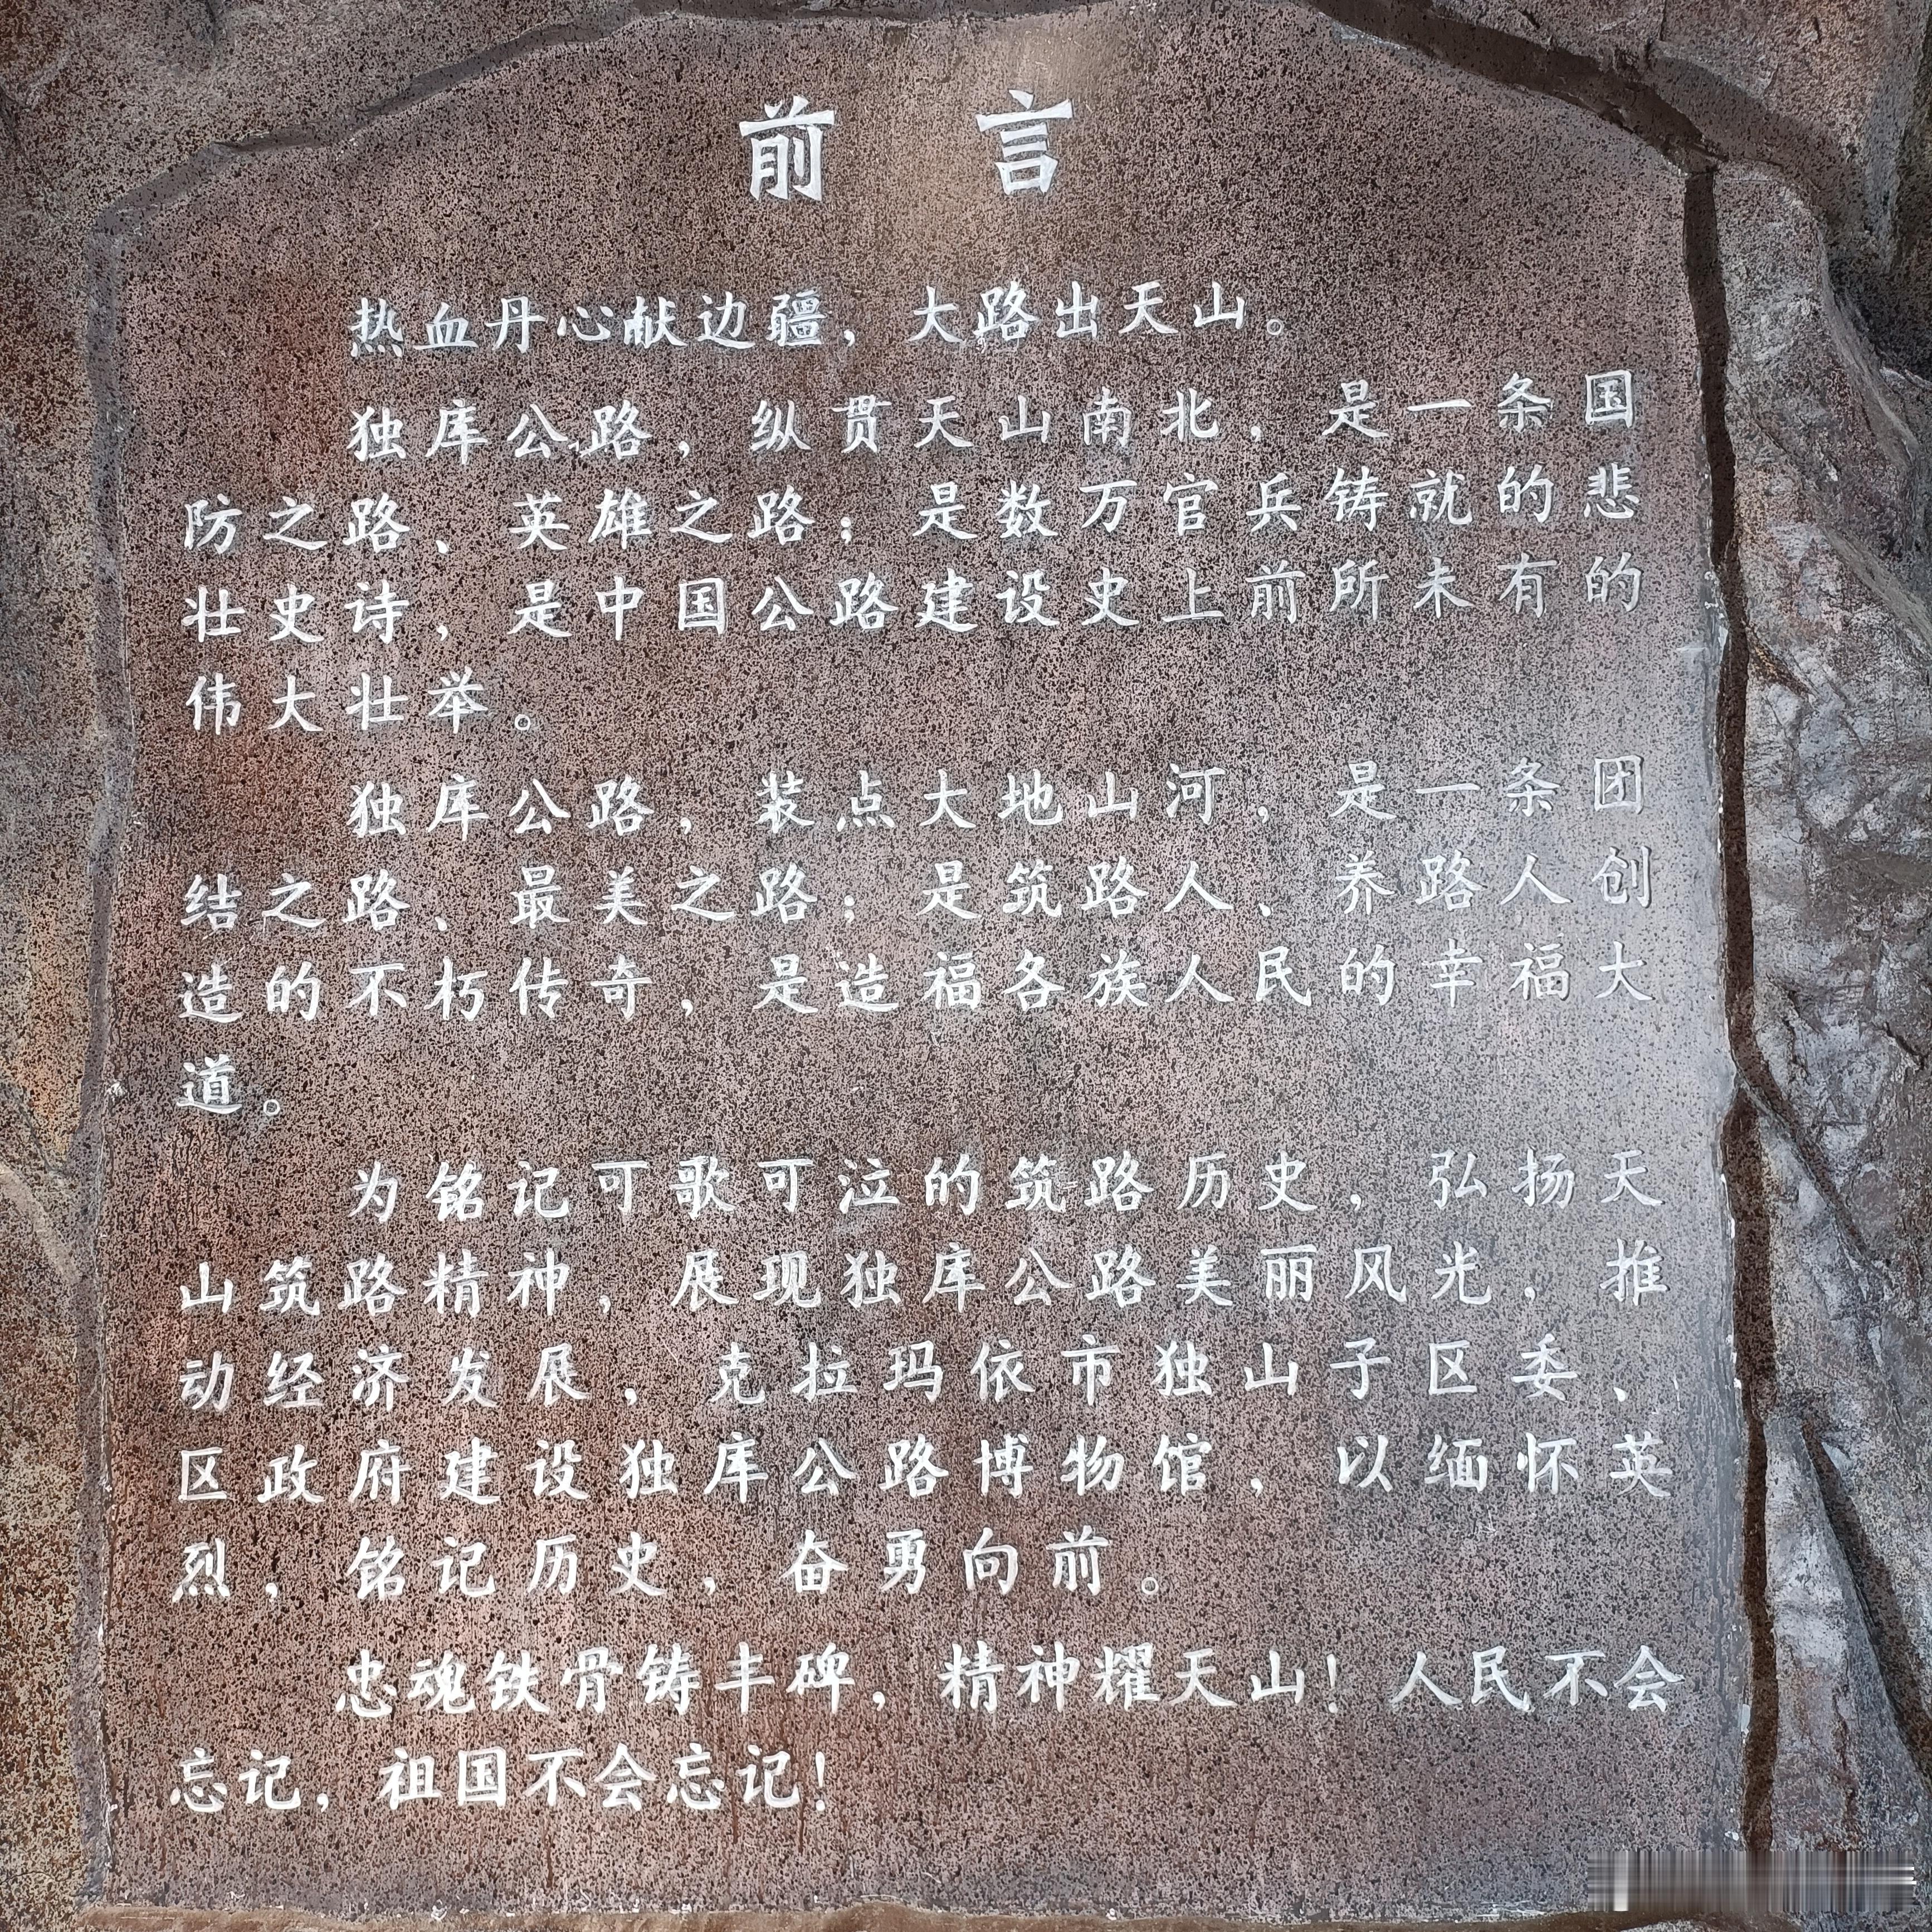 前言
热血丹心献边疆，大路出天山。
独库公路，纵贯天山南北，是一条国
防之路、英雄之路；是数万官兵铸就的悲
壮史诗，是中国公路建设史上前所未有的
伟大壮举。
独库公路，装点大地山河，是一条团
结之路、最美之路；是筑路人、养路人创
造的不朽传奇，是造福各族人民的幸福大
道。
为铭记可歌可泣的筑路历史，弘扬天
山筑路精神，展现独库公路美丽风光，推
动经济发展，克拉玛依市独山子区委、
区政府建设独库公路博物馆，以缅怀英
烈，铭记历史，奋勇向前。
忠魂铁骨铸丰碑，精神耀天山！人民不会
忘记，祖国不会忘记！